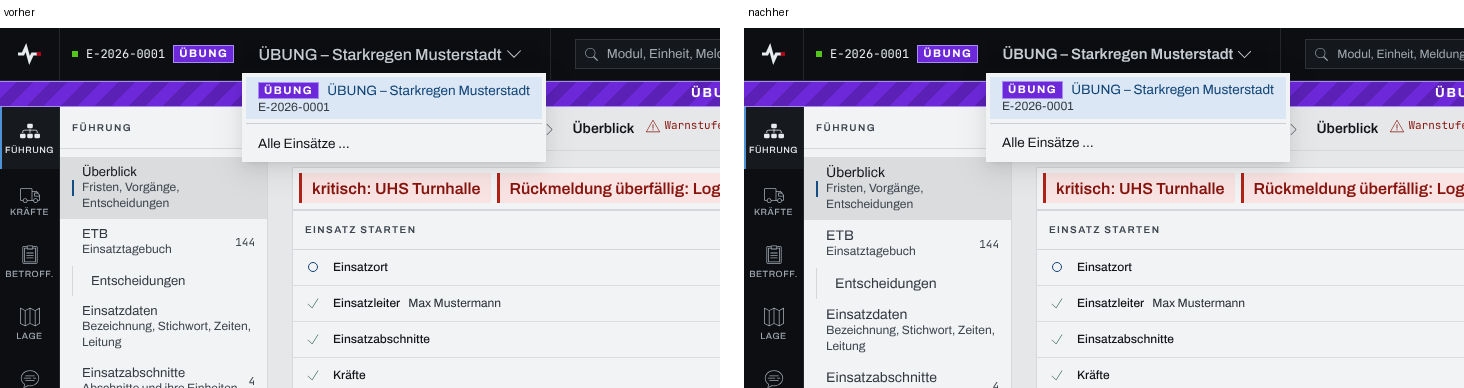 vorher
E-2026-0001 ÜBUNG ÜBUNG – Starkregen Musterstadt Modul, Einheit, Meld
ÜBUNG ÜBUNG – Starkregen Musterstadt
E-2026-0001
Alle Einsätze ...
ÜBU
FÜHRUNG
KRÄFTE
BETROFF.
LAGE
FÜHRUNG
Überblick
Fristen, Vorgänge,
Entscheidungen
ETB 144
Einsatztagebuch
Entscheidungen
Einsatzdaten
Bezeichnung, Stichwort, Zeiten,
Leitung
Einsatzabschnitte 4
Abschnitte und ihre Einheiten
Überblick Warnstufe
kritisch: UHS Turnhalle Rückmeldung überfällig: Log
EINSATZ STARTEN
Einsatzort
Einsatzleiter Max Mustermann
Einsatzabschnitte
Kräfte
nachher
E-2026-0001 ÜBUNG ÜBUNG – Starkregen Musterstadt Modul, Einheit, Meldung
ÜBUNG ÜBUNG – Starkregen Musterstadt
E-2026-0001
Alle Einsätze ...
ÜBU
FÜHRUNG
KRÄFTE
BETROFF.
LAGE
FÜHRUNG
Überblick
Fristen, Vorgänge,
Entscheidungen
ETB 144
Einsatztagebuch
Entscheidungen
Einsatzdaten
Bezeichnung, Stichwort, Zeiten,
Leitung
Einsatzabschnitte 4
Überblick Warnstufe
kritisch: UHS Turnhalle Rückmeldung überfällig: Log
EINSATZ STARTEN
Einsatzort
Einsatzleiter Max Mustermann
Einsatzabschnitte
Kräfte